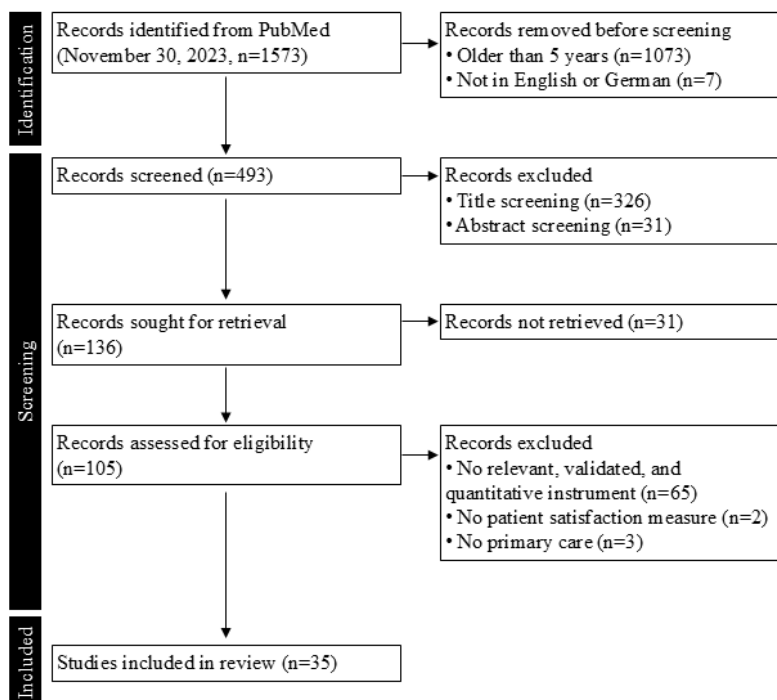 Identification
Records identified from PubMed
(November 30, 2023, n=1573)
Records removed before screening
• Older than 5 years (n=1073)
• Not in English or German (n=7)
Screening
Records screened (n=493)
Records excluded
• Title screening (n=326)
• Abstract screening (n=31)
Records sought for retrieval
(n=136)
Records not retrieved (n=31)
Records assessed for eligibility
(n=105)
Records excluded
• No relevant, validated, and
quantitative instrument (n=65)
• No patient satisfaction measure (n=2)
• No primary care (n=3)
Included
Studies included in review (n=35)